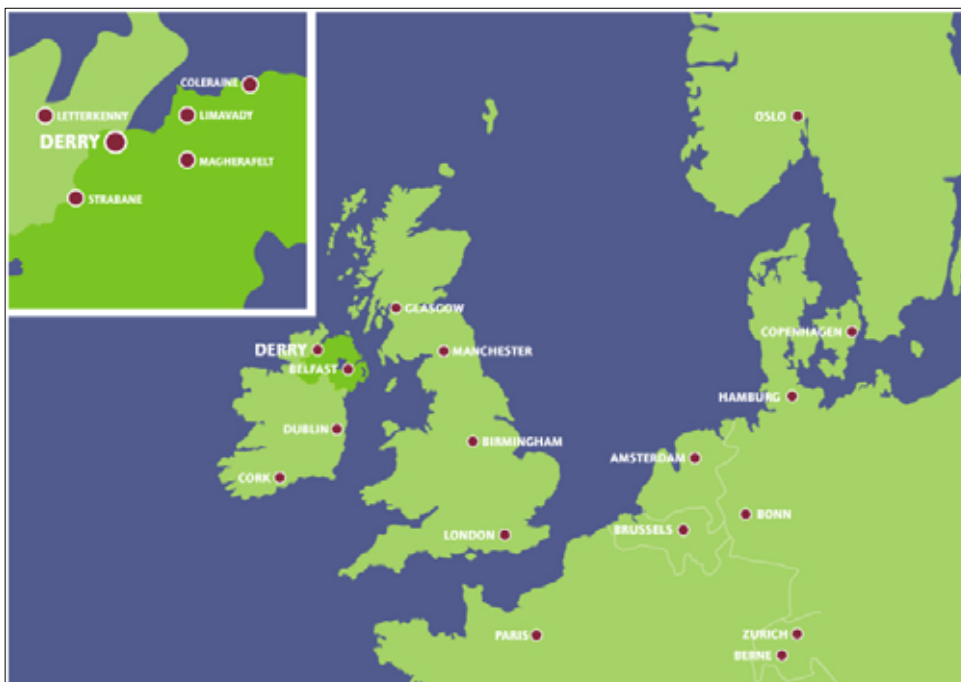 COLERAINE
LETTERKENNY
LIMAVADY
DERRY
MAGHERAFELT
STRABANE
OSLO
GLASGOW
COPENHAGEN
DERRY
MANCHESTER
BELFAST
HAMBURG
DUBLIN
BIRMINGHAM
AMSTERDAM
CORK
BONN
BRUSSELS
LONDON
PARIS
ZURICH
BERNE